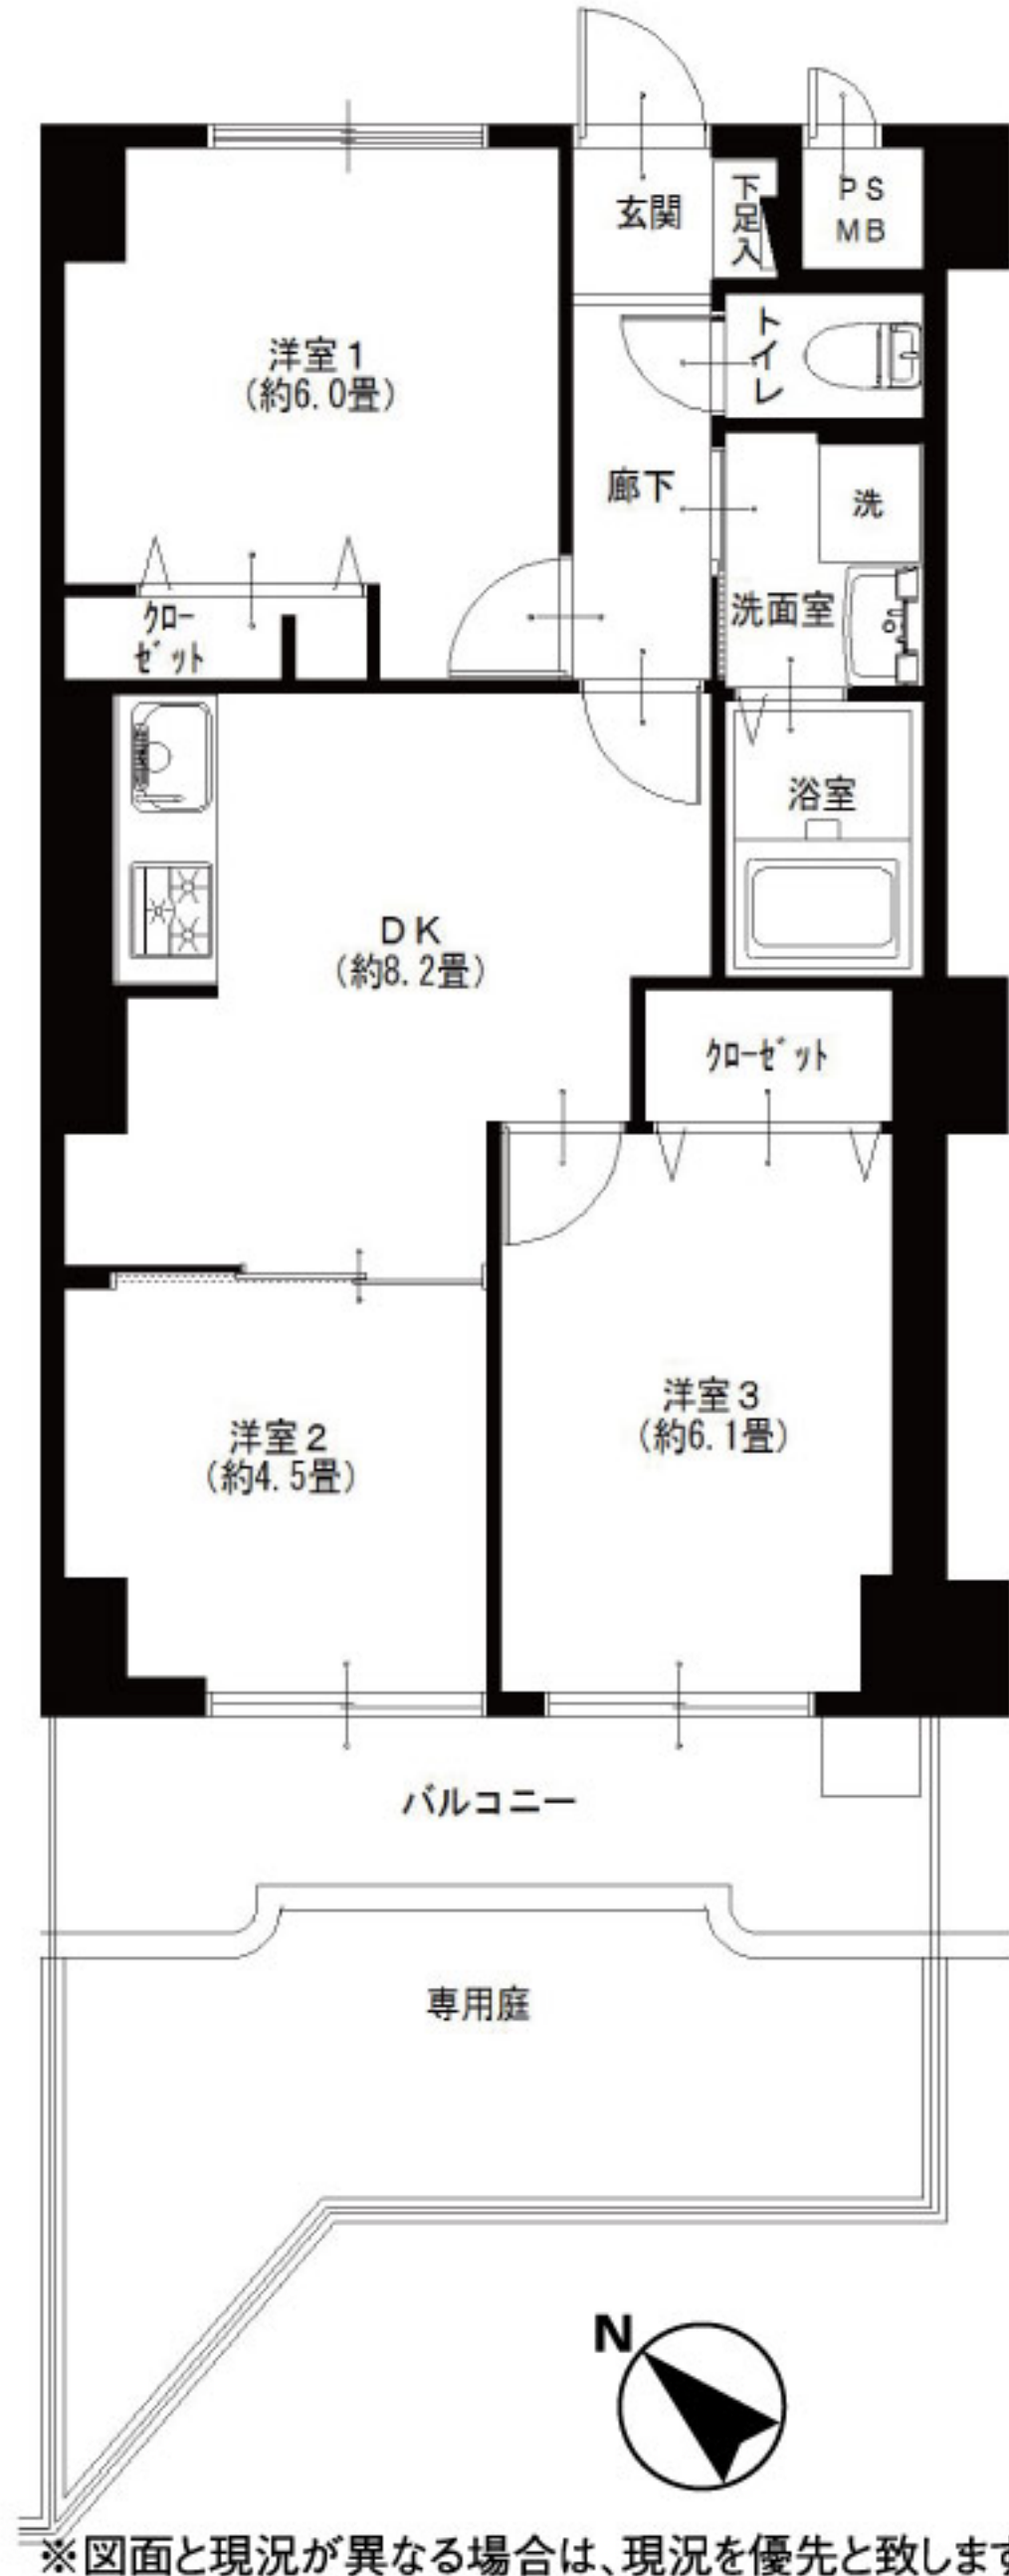 玄関
下足入
PS
MB
洋室1
(約6.0畳)
トイレ
廊下
洗
洗面室
ｸﾛｰ
ｾﾞｯﾄ
浴室
DK
(約8.2畳)
ｸﾛｰｾﾞｯﾄ
洋室3
(約6.1畳)
洋室2
(約4.5畳)
バルコニー
専用庭
N
※図面と現況が異なる場合は、現況を優先と致します